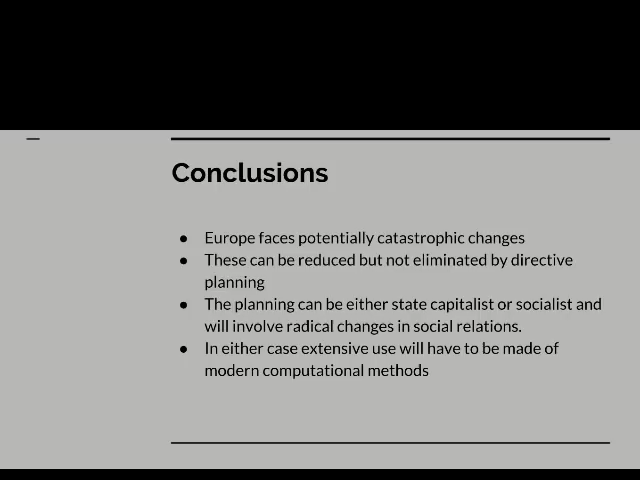 Conclusions
● Europe faces potentially catastrophic changes
● These can be reduced but not eliminated by directive
planning
● The planning can be either state capitalist or socialist and
will involve radical changes in social relations.
● In either case extensive use will have to be made of
modern computational methods